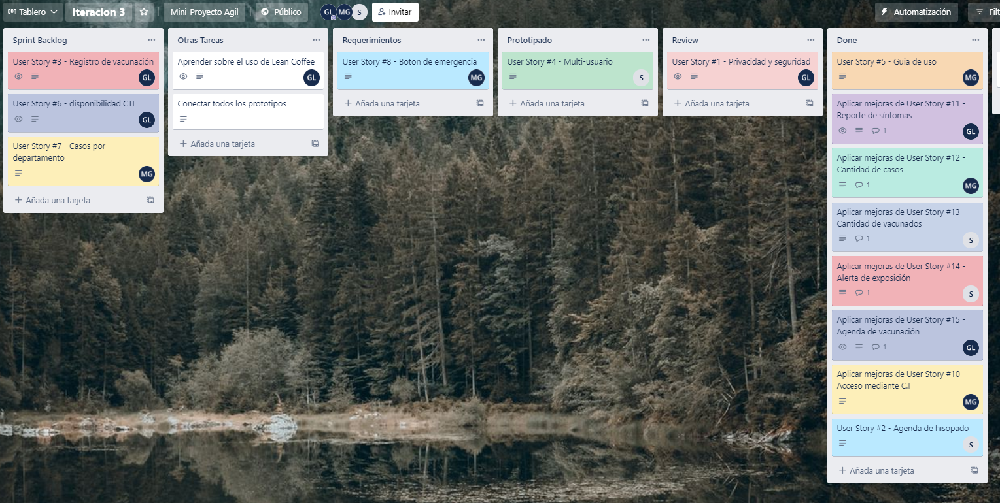 Tablero
Iteracion 3
Mini-Proyecto Agil
Público
GL
MG
S
Invitar
Automatización
Filt
Sprint Backlog
User Story #3 - Registro de vacunación
GL
User Story #6 - disponibilidad CTI
GL
User Story #7 - Casos por
departamento
MG
Añada una tarjeta
Otras Tareas
Aprender sobre el uso de Lean Coffee
GL
Conectar todos los prototipos
Añada una tarjeta
Requerimientos
User Story #8 - Boton de emergencia
MG
Añada una tarjeta
Prototipado
User Story #4 - Multi-usuario
S
Añada una tarjeta
Review
User Story #1 - Privacidad y seguridad
GL
Añada una tarjeta
Done
User Story #5 - Guia de uso
MG
Aplicar mejoras de User Story #11 -
Reporte de síntomas
1
GL
Aplicar mejoras de User Story #12 -
Cantidad de casos
1
MG
Aplicar mejoras de User Story #13 -
Cantidad de vacunados
1
S
Aplicar mejoras de User Story #14 -
Alerta de exposición
1
S
Aplicar mejoras de User Story #15 -
Agenda de vacunación
1
GL
Aplicar mejoras de User Story #10 -
Acceso mediante C.I
MG
User Story #2 - Agenda de hisopado
S
Añada una tarjeta